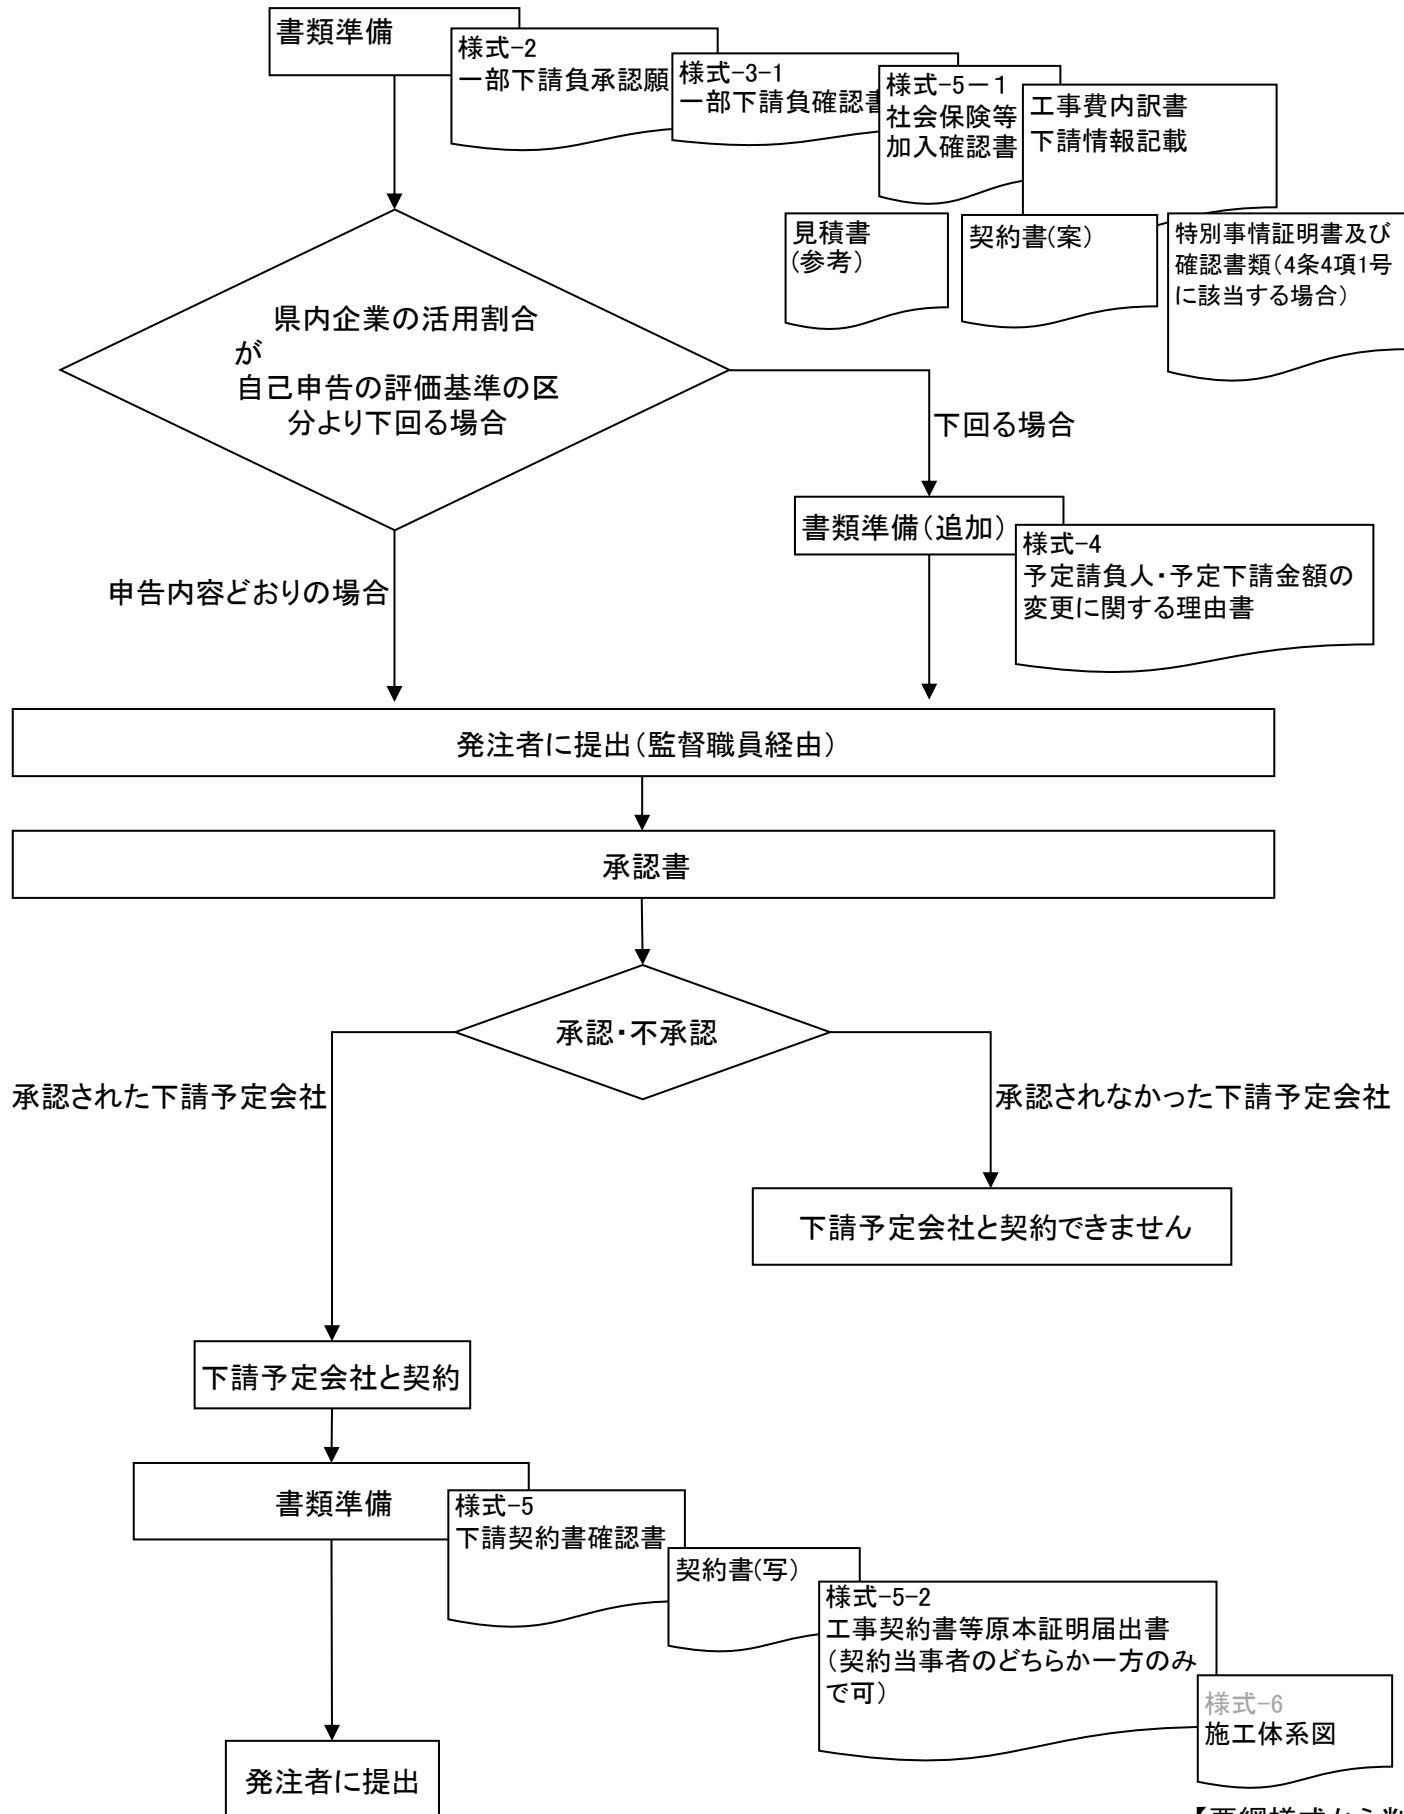 書類準備
様式-2
一部下請負承認願
様式-3-1
一部下請負確認書
様式-5－1
社会保険等
加入確認書
工事費内訳書
下請情報記載
見積書
(参考)
契約書(案)
特別事情証明書及び
確認書類(4条4項1号
に該当する場合)
県内企業の活用割合
が
自己申告の評価基準の区
分より下回る場合
下回る場合
書類準備(追加)
様式-4
予定請負人・予定下請金額の
変更に関する理由書
申告内容どおりの場合
発注者に提出(監督職員経由)
承認書
承認・不承認
承認された下請予定会社
承認されなかった下請予定会社
下請予定会社と契約できません
下請予定会社と契約
書類準備
様式-5
下請契約書確認書
契約書(写)
様式-5-2
工事契約書等原本証明届出書
(契約当事者のどちらか一方のみ
で可)
様式-6
施工体系図
発注者に提出